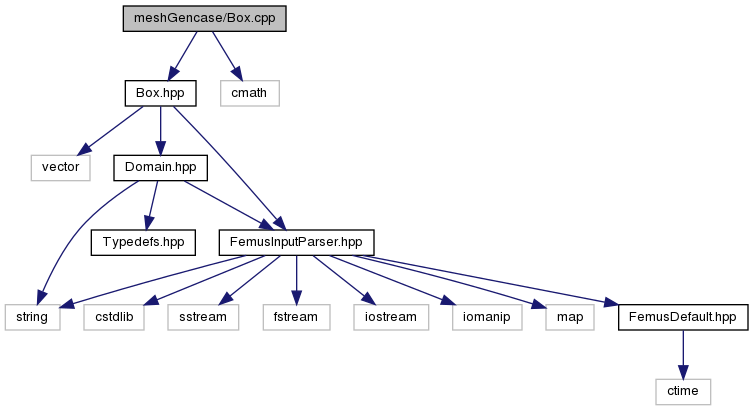 meshGencase/Box.cpp
Box.hpp
cmath
vector
Domain.hpp
Typedefs.hpp
FemusInputParser.hpp
string
cstdlib
sstream
fstream
iostream
iomanip
map
FemusDefault.hpp
ctime